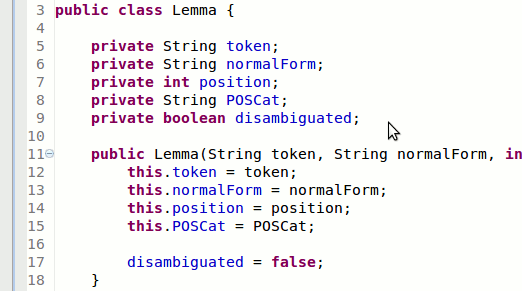 3 public class Lemma {
4
5 private String token;
6 private String normalForm;
7 private int position;
8 private String POSCat;
9 private boolean disambiguated;
10
11 public Lemma(String token, String normalForm, in
12 this.token = token;
13 this.normalForm = normalForm;
14 this.position = position;
15 this.POSCat = POSCat;
16
17 disambiguated = false;
18 }